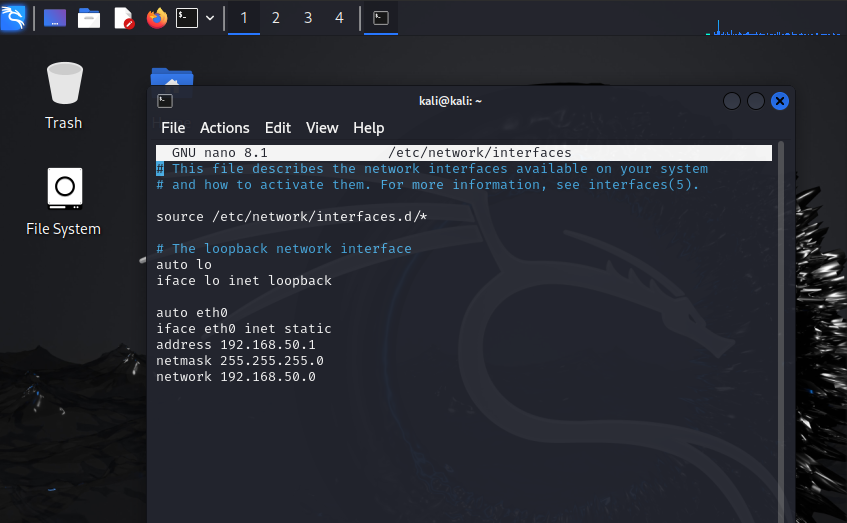 1 2 3 4
Trash
File System
kali@kali: ~
File Actions Edit View Help
GNU nano 8.1 /etc/network/interfaces
# This file describes the network interfaces available on your system
# and how to activate them. For more information, see interfaces(5).
source /etc/network/interfaces.d/*
# The loopback network interface
auto lo
iface lo inet loopback
auto eth0
iface eth0 inet static
address 192.168.50.1
netmask 255.255.255.0
network 192.168.50.0